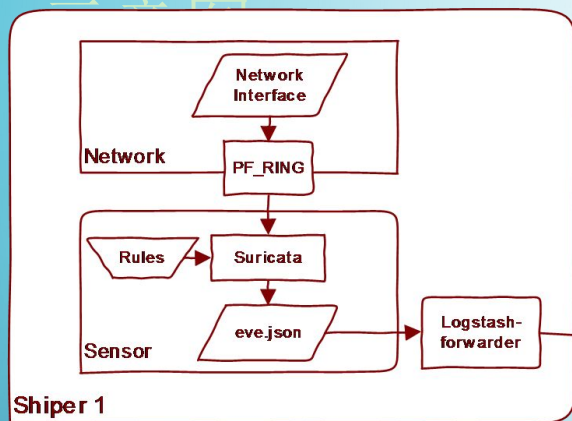 Network
Interface
Network
PF_RING
Rules
Suricata
eve.json
Sensor
Logstash-
forwarder
Shiper 1